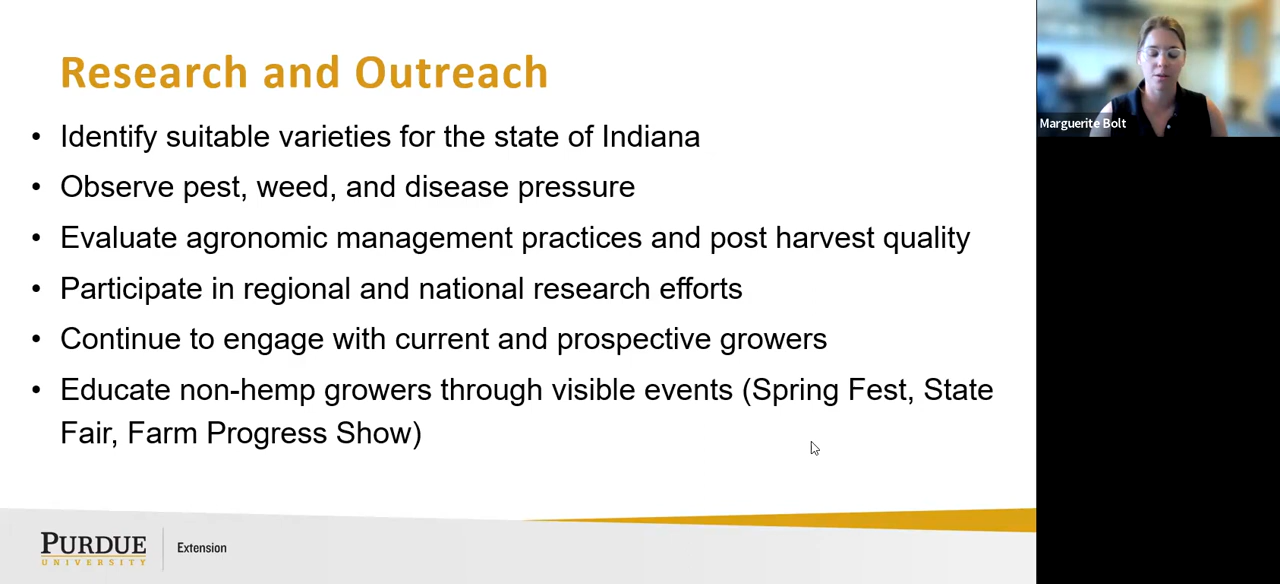 Research and Outreach
• Identify suitable varieties for the state of Indiana
• Observe pest, weed, and disease pressure
• Evaluate agronomic management practices and post harvest quality
• Participate in regional and national research efforts
• Continue to engage with current and prospective growers
• Educate non-hemp growers through visible events (Spring Fest, State
Fair, Farm Progress Show)
Marguerite Bolt
PURDUE
UNIVERSITY
Extension